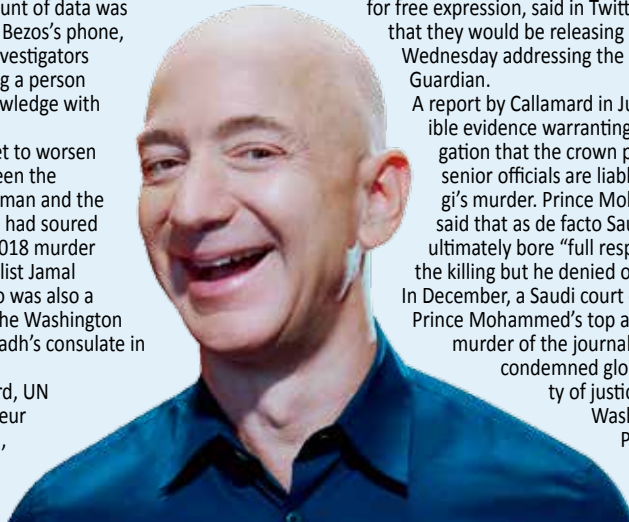 unt of data was
Bezos’s phone,
vestigators
g a person
wledge with
et to worsen
een the
man and the
had soured
018 murder
list Jamal
o was also a
he Washington
adh’s consulate in
rd, UN
eur
,
for free expression, said in Twitt
that they would be releasing
Wednesday addressing the
Guardian.
A report by Callamard in Ju
ible evidence warranting
gation that the crown p
senior officials are liabl
gi’s murder. Prince Moh
said that as de facto Sau
ultimately bore “full resp
the killing but he denied o
In December, a Saudi court
Prince Mohammed’s top a
murder of the journal
condemned glo
ty of justic
Wash
P